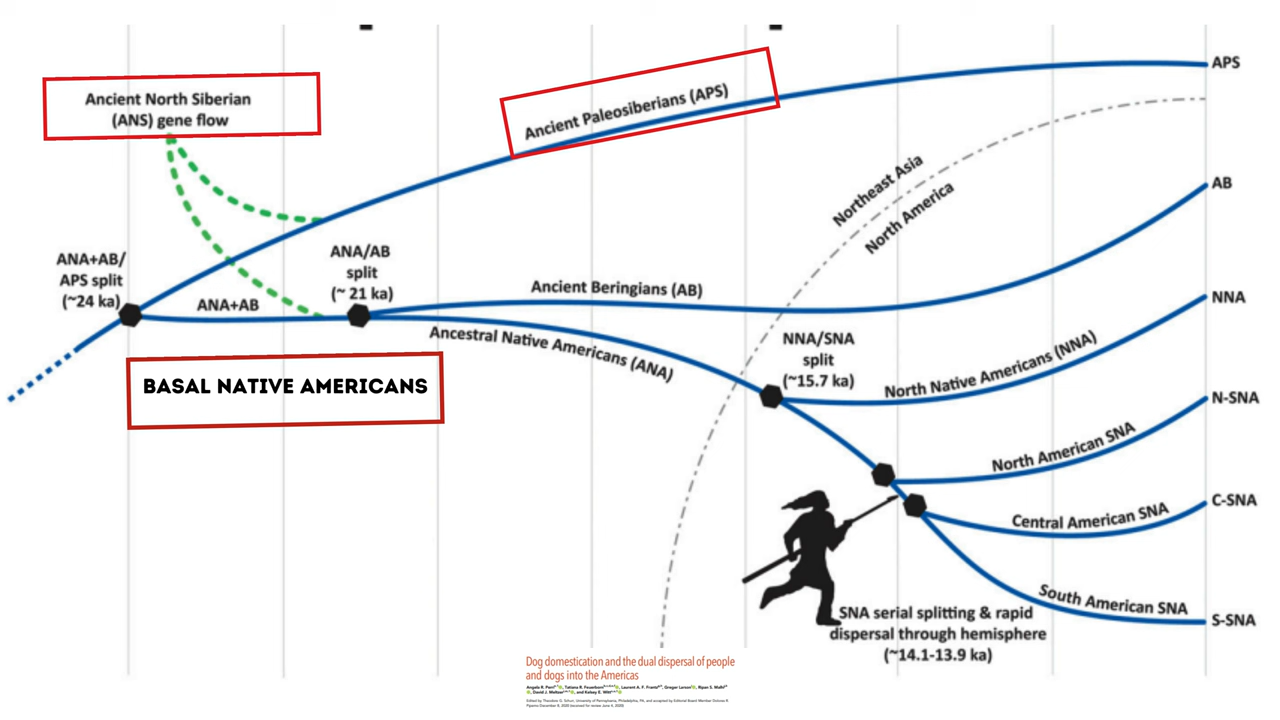 APS
Ancient North Siberian
(ANS) gene flow
Ancient Paleosiberians (APS)
Northeast Asia
North America
AB
ANA+AB/
APS split
(~24 ka)
ANA+AB
ANA/AB
split
(~ 21 ka)
Ancient Beringians (AB)
Ancestral Native Americans (ANA)
NNA
BASAL NATIVE AMERICANS
NNA/SNA
split
(~15.7 ka)
North Native Americans (NNA)
N-SNA
North American SNA
C-SNA
Central American SNA
South American SNA
S-SNA
SNA serial splitting & rapid
dispersal through hemisphere
(~14.1-13.9 ka)
Dog domestication and the dual dispersal of people
and dogs into the Americas